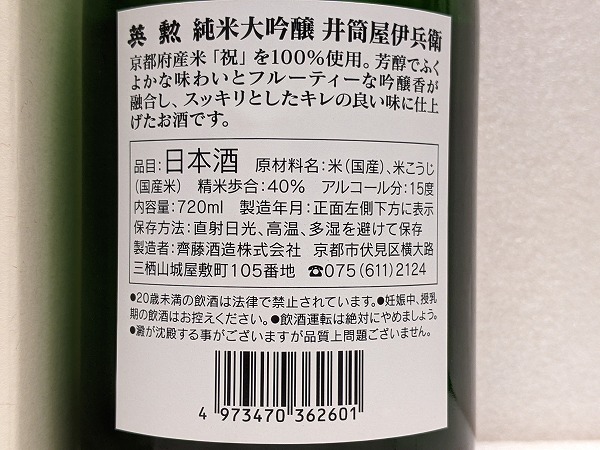 英勲 純米大吟醸 井筒屋伊兵衛
京都府産米「祝」を100%使用。芳醇でふく
よかな味わいとフルーティーな吟醸香が
融合し、スッキリとしたキレの良い味に仕上
げたお酒です。
品目:日本酒 原材料名:米(国産)、米こうじ
(国産米) 精米歩合:40% アルコール分:15度
内容量:720ml 製造年月:正面左側下方に表示
保存方法:直射日光、高温、多湿を避けて保存
製造者:齊藤酒造株式会社 京都市伏見区横大路
三栖山城屋敷町105番地 ☎075(611)2124
●20歳未満の飲酒は法律で禁止されています。●妊娠中、授乳
期の飲酒はお控えください。●飲酒運転は絶対にやめましょう。
●澱が沈殿する事がございますが品質上問題ございません。
4 973470 362601